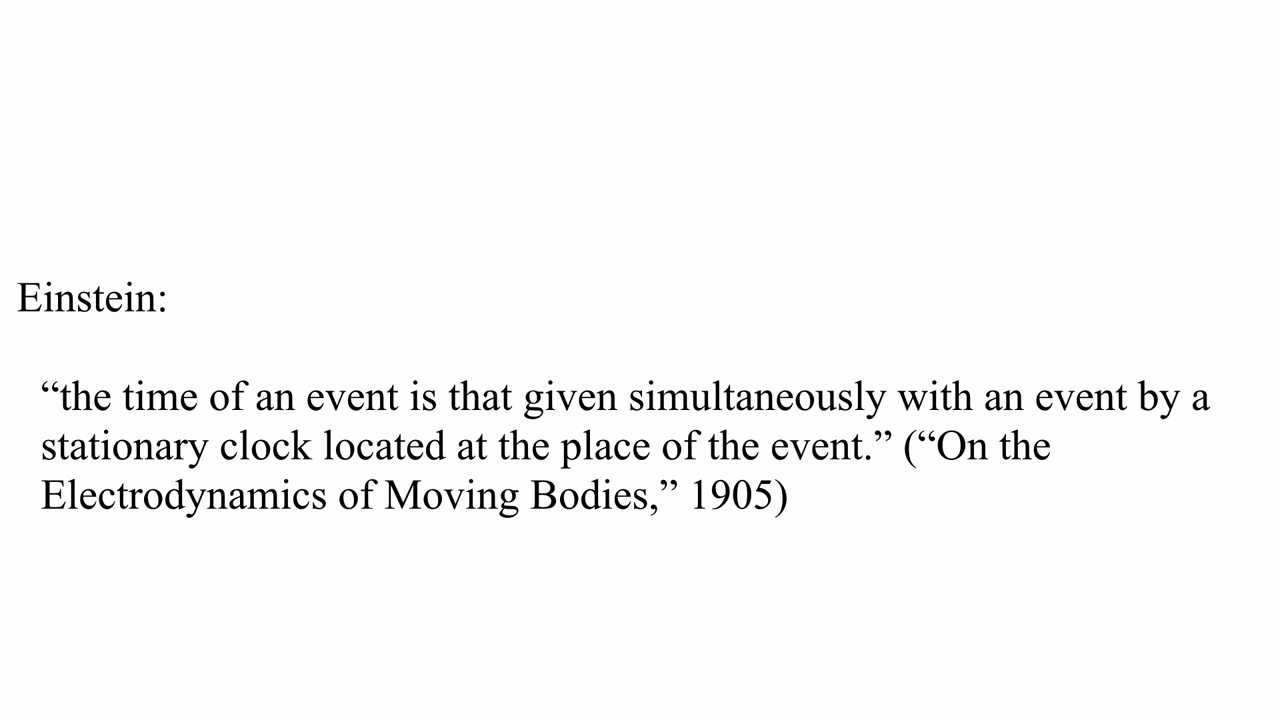 Einstein:
“the time of an event is that given simultaneously with an event by a
stationary clock located at the place of the event.” (“On the
Electrodynamics of Moving Bodies,” 1905)